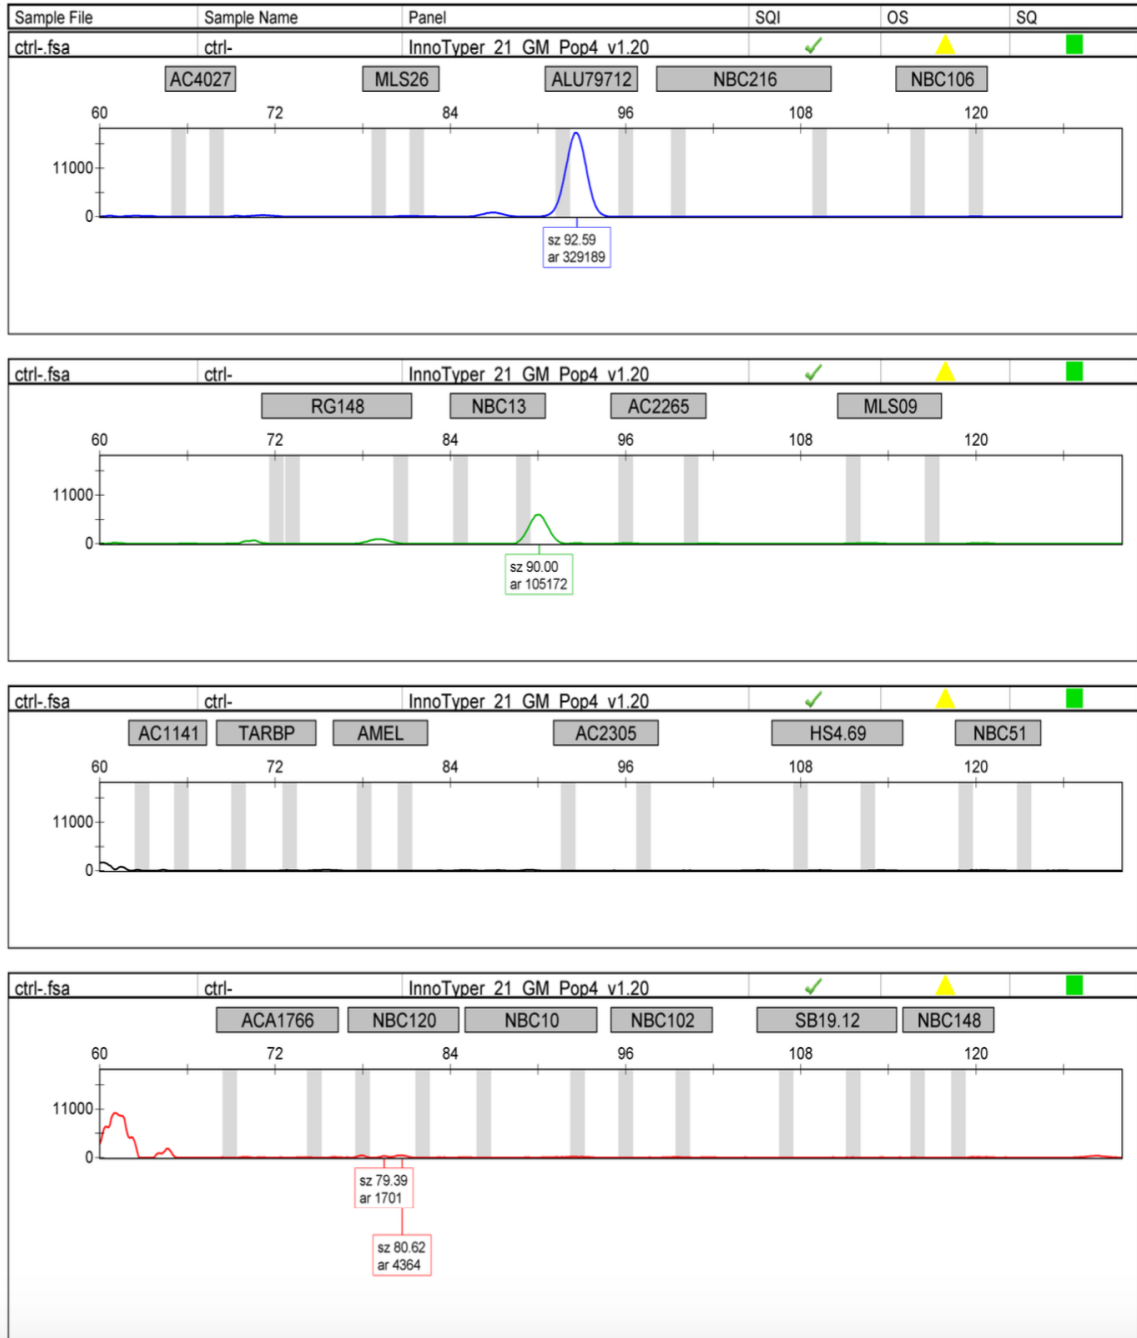 Sample File Sample Name Panel SQI OS SQ
ctrl-.fsa ctrl- InnoTyper_21_GM_Pop4_v1.20
AC4027 MLS26 ALU79712 NBC216 NBC106
60 72 84 96 108 120
11000
0
sz 92.59
ar 329189
ctrl-.fsa ctrl- InnoTyper_21_GM_Pop4_v1.20
RG148 NBC13 AC2265 MLS09
60 72 84 96 108 120
11000
0
sz 90.00
ar 105172
ctrl-.fsa ctrl- InnoTyper_21_GM_Pop4_v1.20
AC1141 TARBP AMEL AC2305 HS4.69 NBC51
60 72 84 96 108 120
11000
0
ctrl-.fsa ctrl- InnoTyper_21_GM_Pop4_v1.20
ACA1766 NBC120 NBC10 NBC102 SB19.12 NBC148
60 72 84 96 108 120
11000
0
sz 79.39
ar 1701
sz 80.62
ar 4364